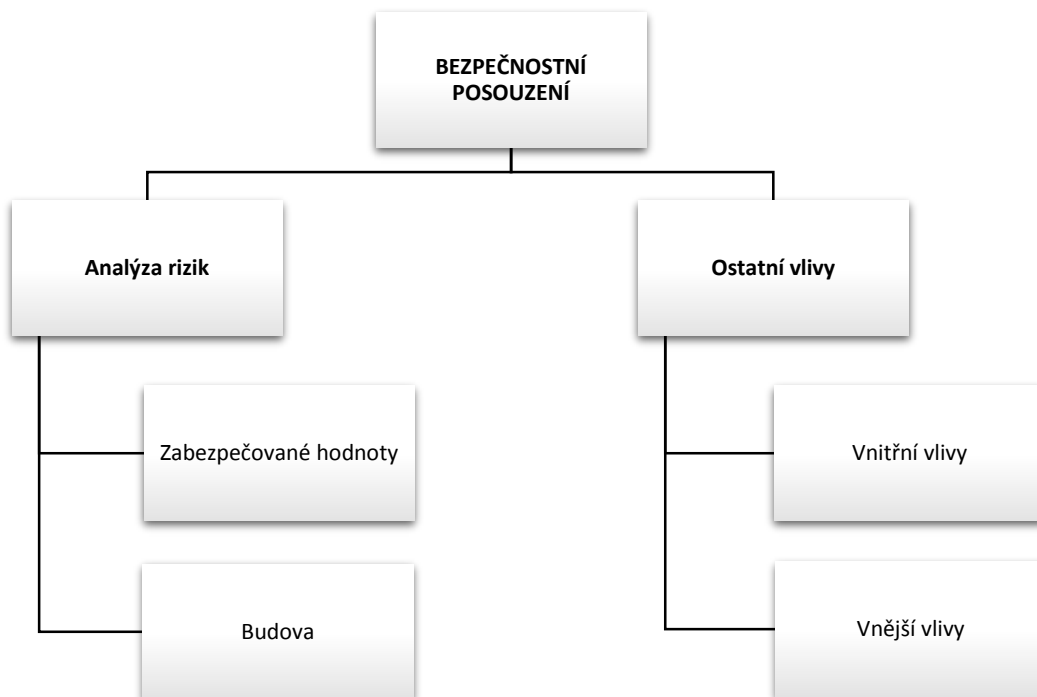 BEZPEČNOSTNÍ
POSOUZENÍ
Analýza rizik
Ostatní vlivy
Zabezpečované hodnoty
Vnitřní vlivy
Budova
Vnější vlivy